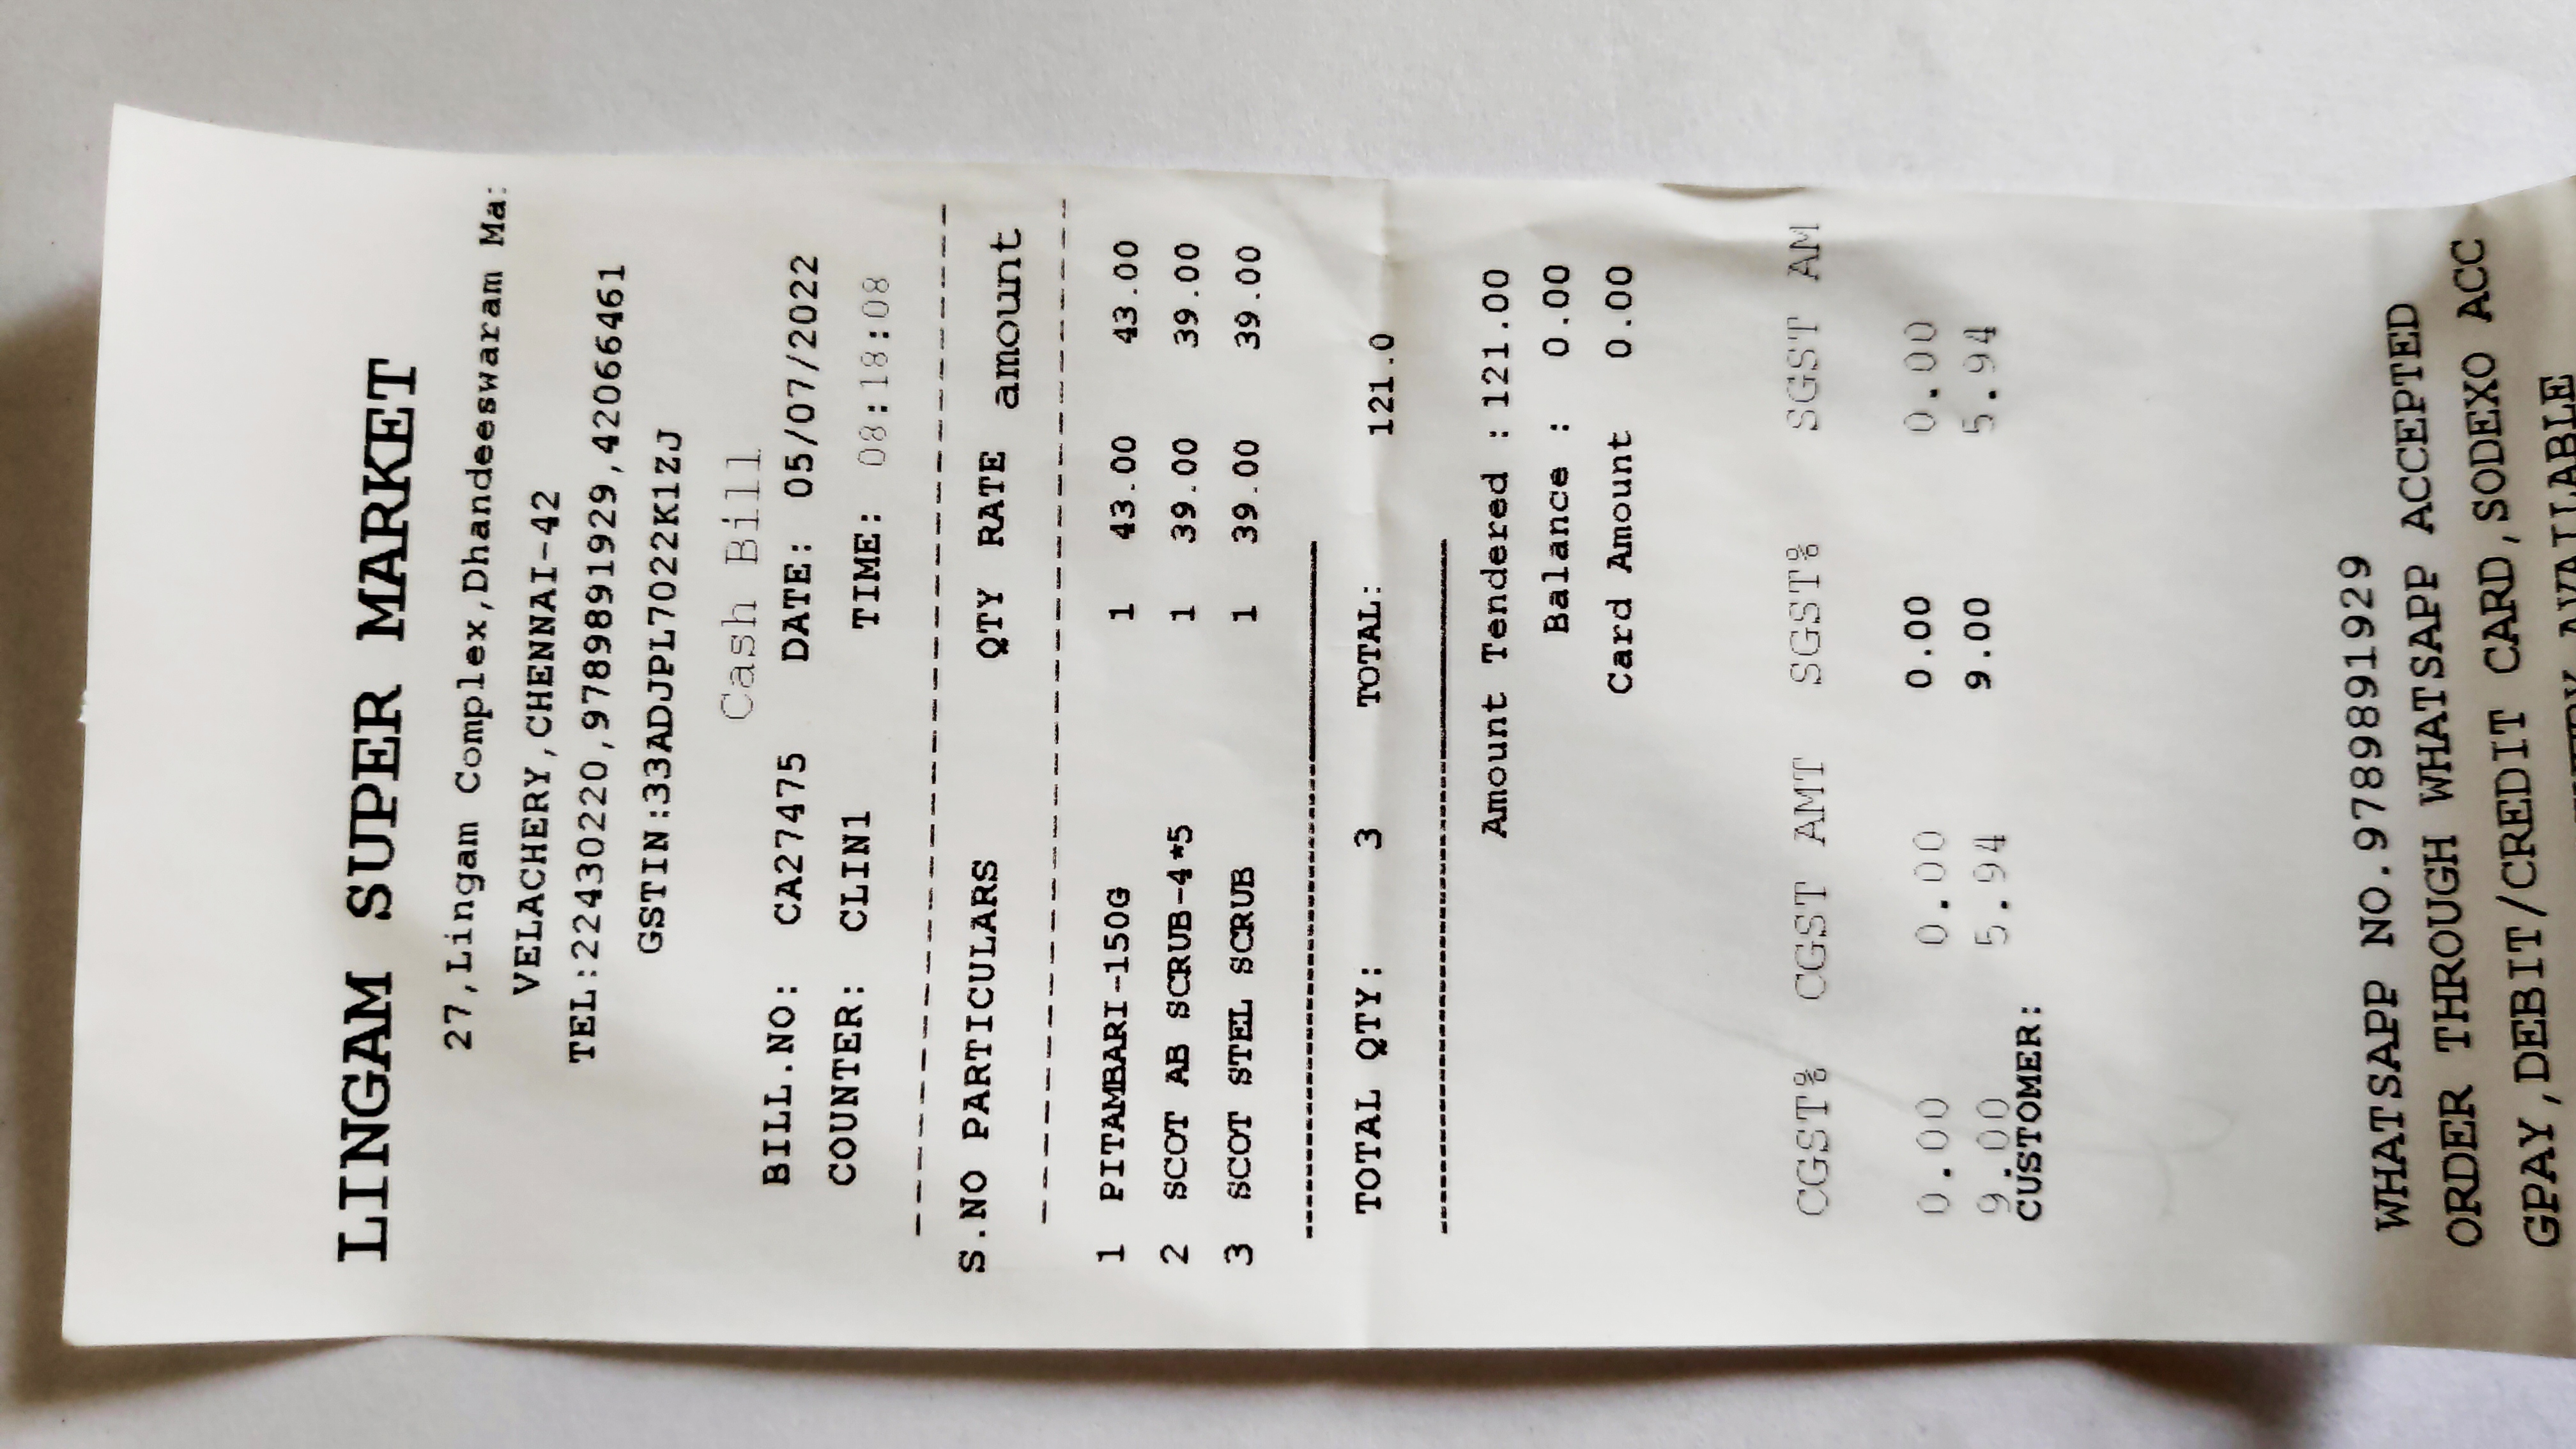 LINGAM SUPER MARKET
27,Lingam Complex,Dhandeeswaram
VELACHERY,CHENNAI-42
TEL:22430220,9789891929,42066461
GSTIN:33ADJPL7022K1ZJ
Cash Bill
BILL.NO: CA27475 DATE: 05/07/2022
COUNTER: CLIN1 TIME: 08:18:08
S.NO PARTICULARS QTY RATE amount
1 PITAMBARI-150G 1 43.00 43.00
2 SCOT AB SCRUB-4*5 1 39.00 39.00
3 SCOT STEL SCRUB 1 39.00 39.00
TOTAL QTY: 3 TOTAL: 121.0
Amount Tendered : 121.00
Balance : 0.00
Card Amount 0.00
CGST% CGST AMT SGST% SGST AM
0.00 0.00 0.00 0.00
9.00 5.94 9.00 5.94
CUSTOMER:
WHATSAPP NO.9789891929
ORDER THROUGH WHATSAPP ACCEPTED
GPAY,DEBIT/CREDIT CARD,SODEXO ACC
AVAILABLE